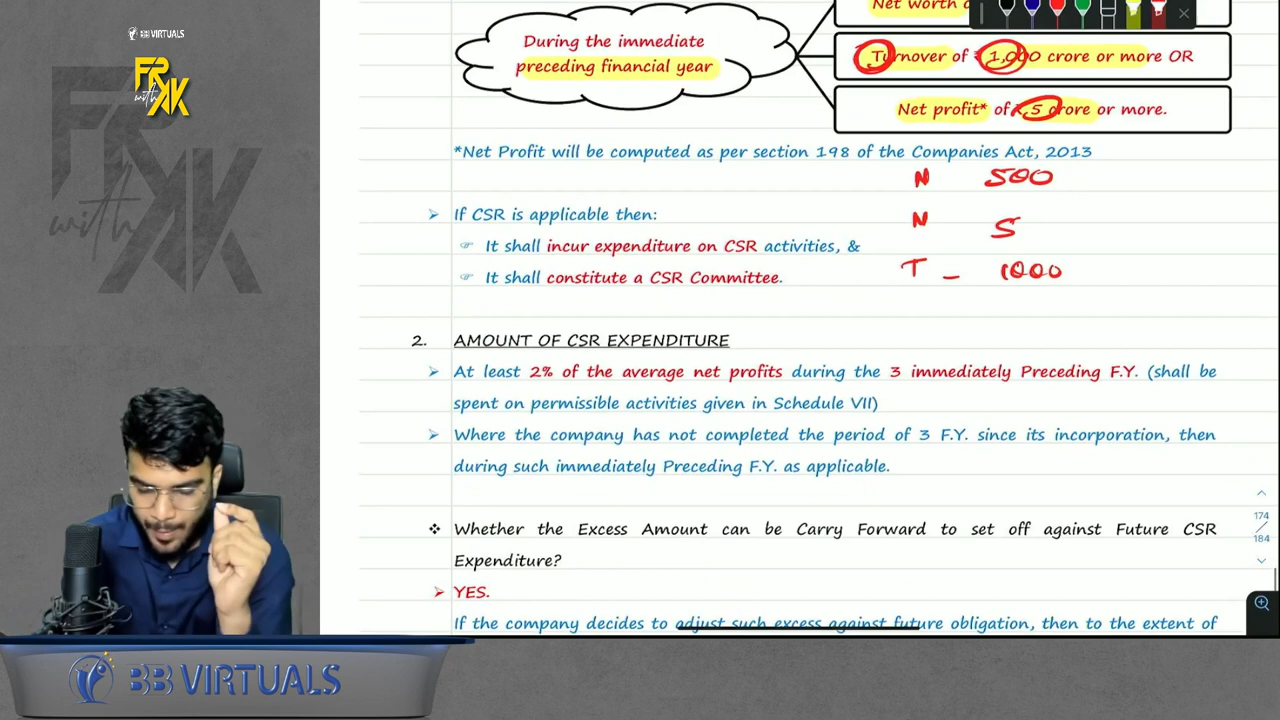 BB VIRTUALS
FR
with
AK
FR
with
AK
Net worth
During the immediate
preceding financial year
Turnover of ₹ 1,000 crore or more OR
Net profit* of ₹ 5 crore or more.
*Net Profit will be computed as per section 198 of the Companies Act, 2013
N 500
➢ If CSR is applicable then:
N 5
☞ It shall incur expenditure on CSR activities, &
T - 1000
☞ It shall constitute a CSR Committee.
2. AMOUNT OF CSR EXPENDITURE
➢ At least 2% of the average net profits during the 3 immediately Preceding F.Y. (shall be
spent on permissible activities given in Schedule VII)
➢ Where the company has not completed the period of 3 F.Y. since its incorporation, then
during such immediately Preceding F.Y. as applicable.
❖ Whether the Excess Amount can be Carry Forward to set off against Future CSR
Expenditure?
➢ YES.
If the company decides to adjust such excess against future obligation, then to the extent of
174
184
BB VIRTUALS